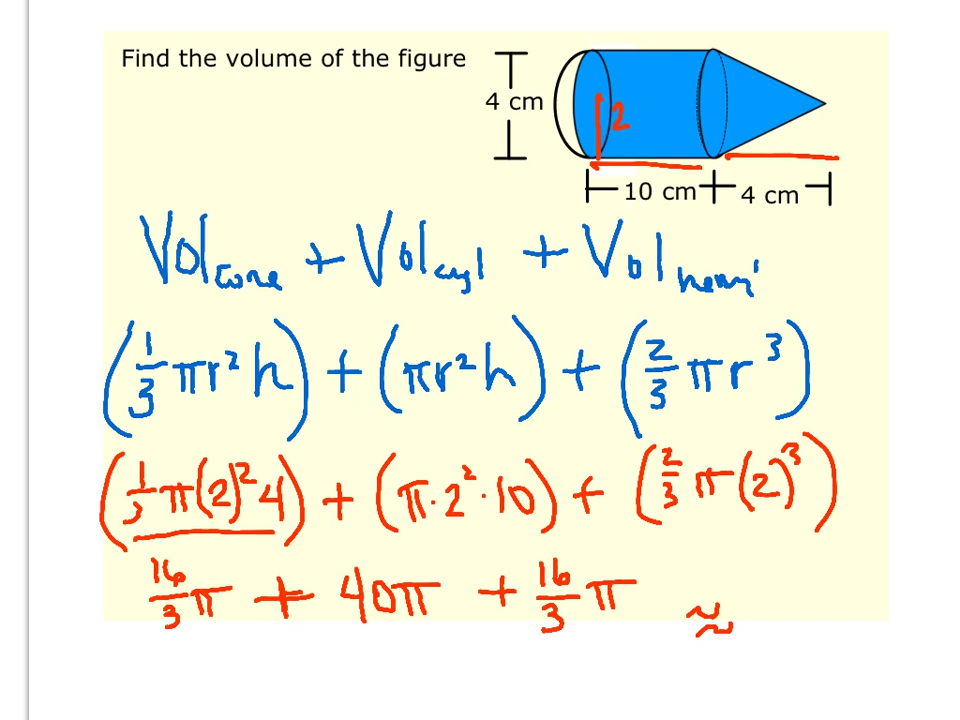 Find the volume of the figure
4 cm
2
10 cm 4 cm
Vol cone + Vol cyl + Vol hemi
(1/3 πr²h) + (πr²h) + (2/3 πr³)
(1/3 π(2)²4) + (π·2²·10) + (2/3 π(2)³)
16/3 π + 40π + 16/3 π ≈